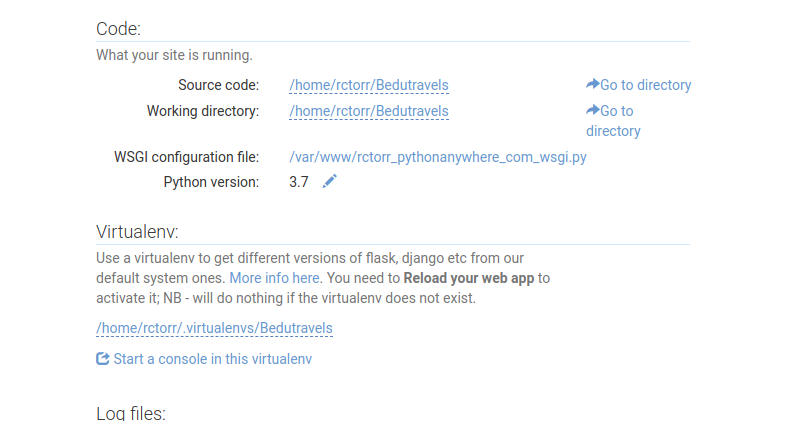 Code:
What your site is running.
Source code: /home/rctorr/Bedutravels Go to directory
Working directory: /home/rctorr/Bedutravels Go to
directory
WSGI configuration file: /var/www/rctorr_pythonanywhere_com_wsgi.py
Python version: 3.7
Virtualenv:
Use a virtualenv to get different versions of flask, django etc from our
default system ones. More info here. You need to Reload your web app to
activate it; NB - will do nothing if the virtualenv does not exist.
/home/rctorr/.virtualenvs/Bedutravels
Start a console in this virtualenv
Log files: